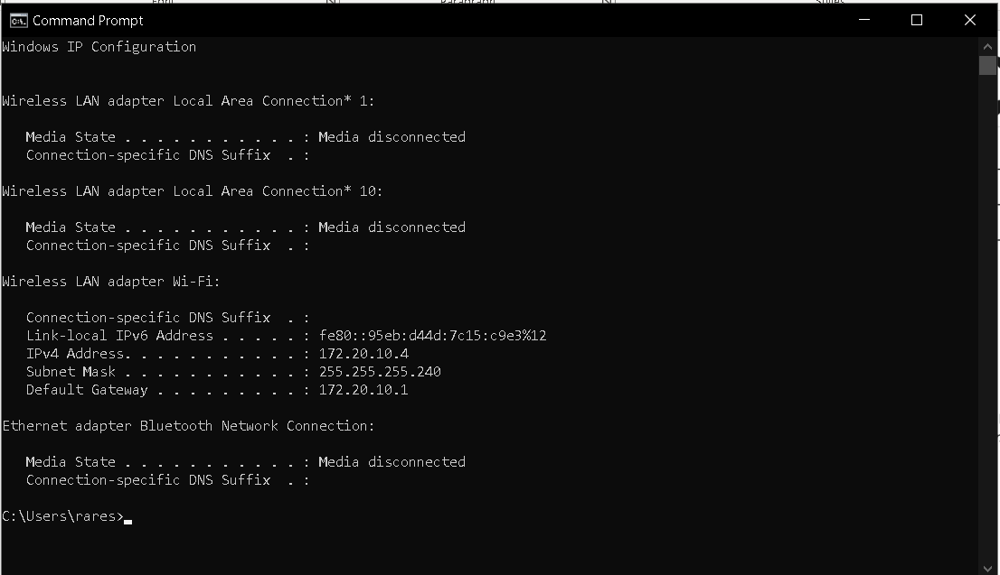 Font
Paragraph
Styles
Command Prompt
Windows IP Configuration
Wireless LAN adapter Local Area Connection* 1:
Media State . . . . . . . . . . . : Media disconnected
Connection-specific DNS Suffix  . :
Wireless LAN adapter Local Area Connection* 10:
Media State . . . . . . . . . . . : Media disconnected
Connection-specific DNS Suffix  . :
Wireless LAN adapter Wi-Fi:
Connection-specific DNS Suffix  . :
Link-local IPv6 Address . . . . . : fe80::95eb:d44d:7c15:c9e3%12
IPv4 Address. . . . . . . . . . . : 172.20.10.4
Subnet Mask . . . . . . . . . . . : 255.255.255.240
Default Gateway . . . . . . . . . : 172.20.10.1
Ethernet adapter Bluetooth Network Connection:
Media State . . . . . . . . . . . : Media disconnected
Connection-specific DNS Suffix  . :
C:\Users\rares>